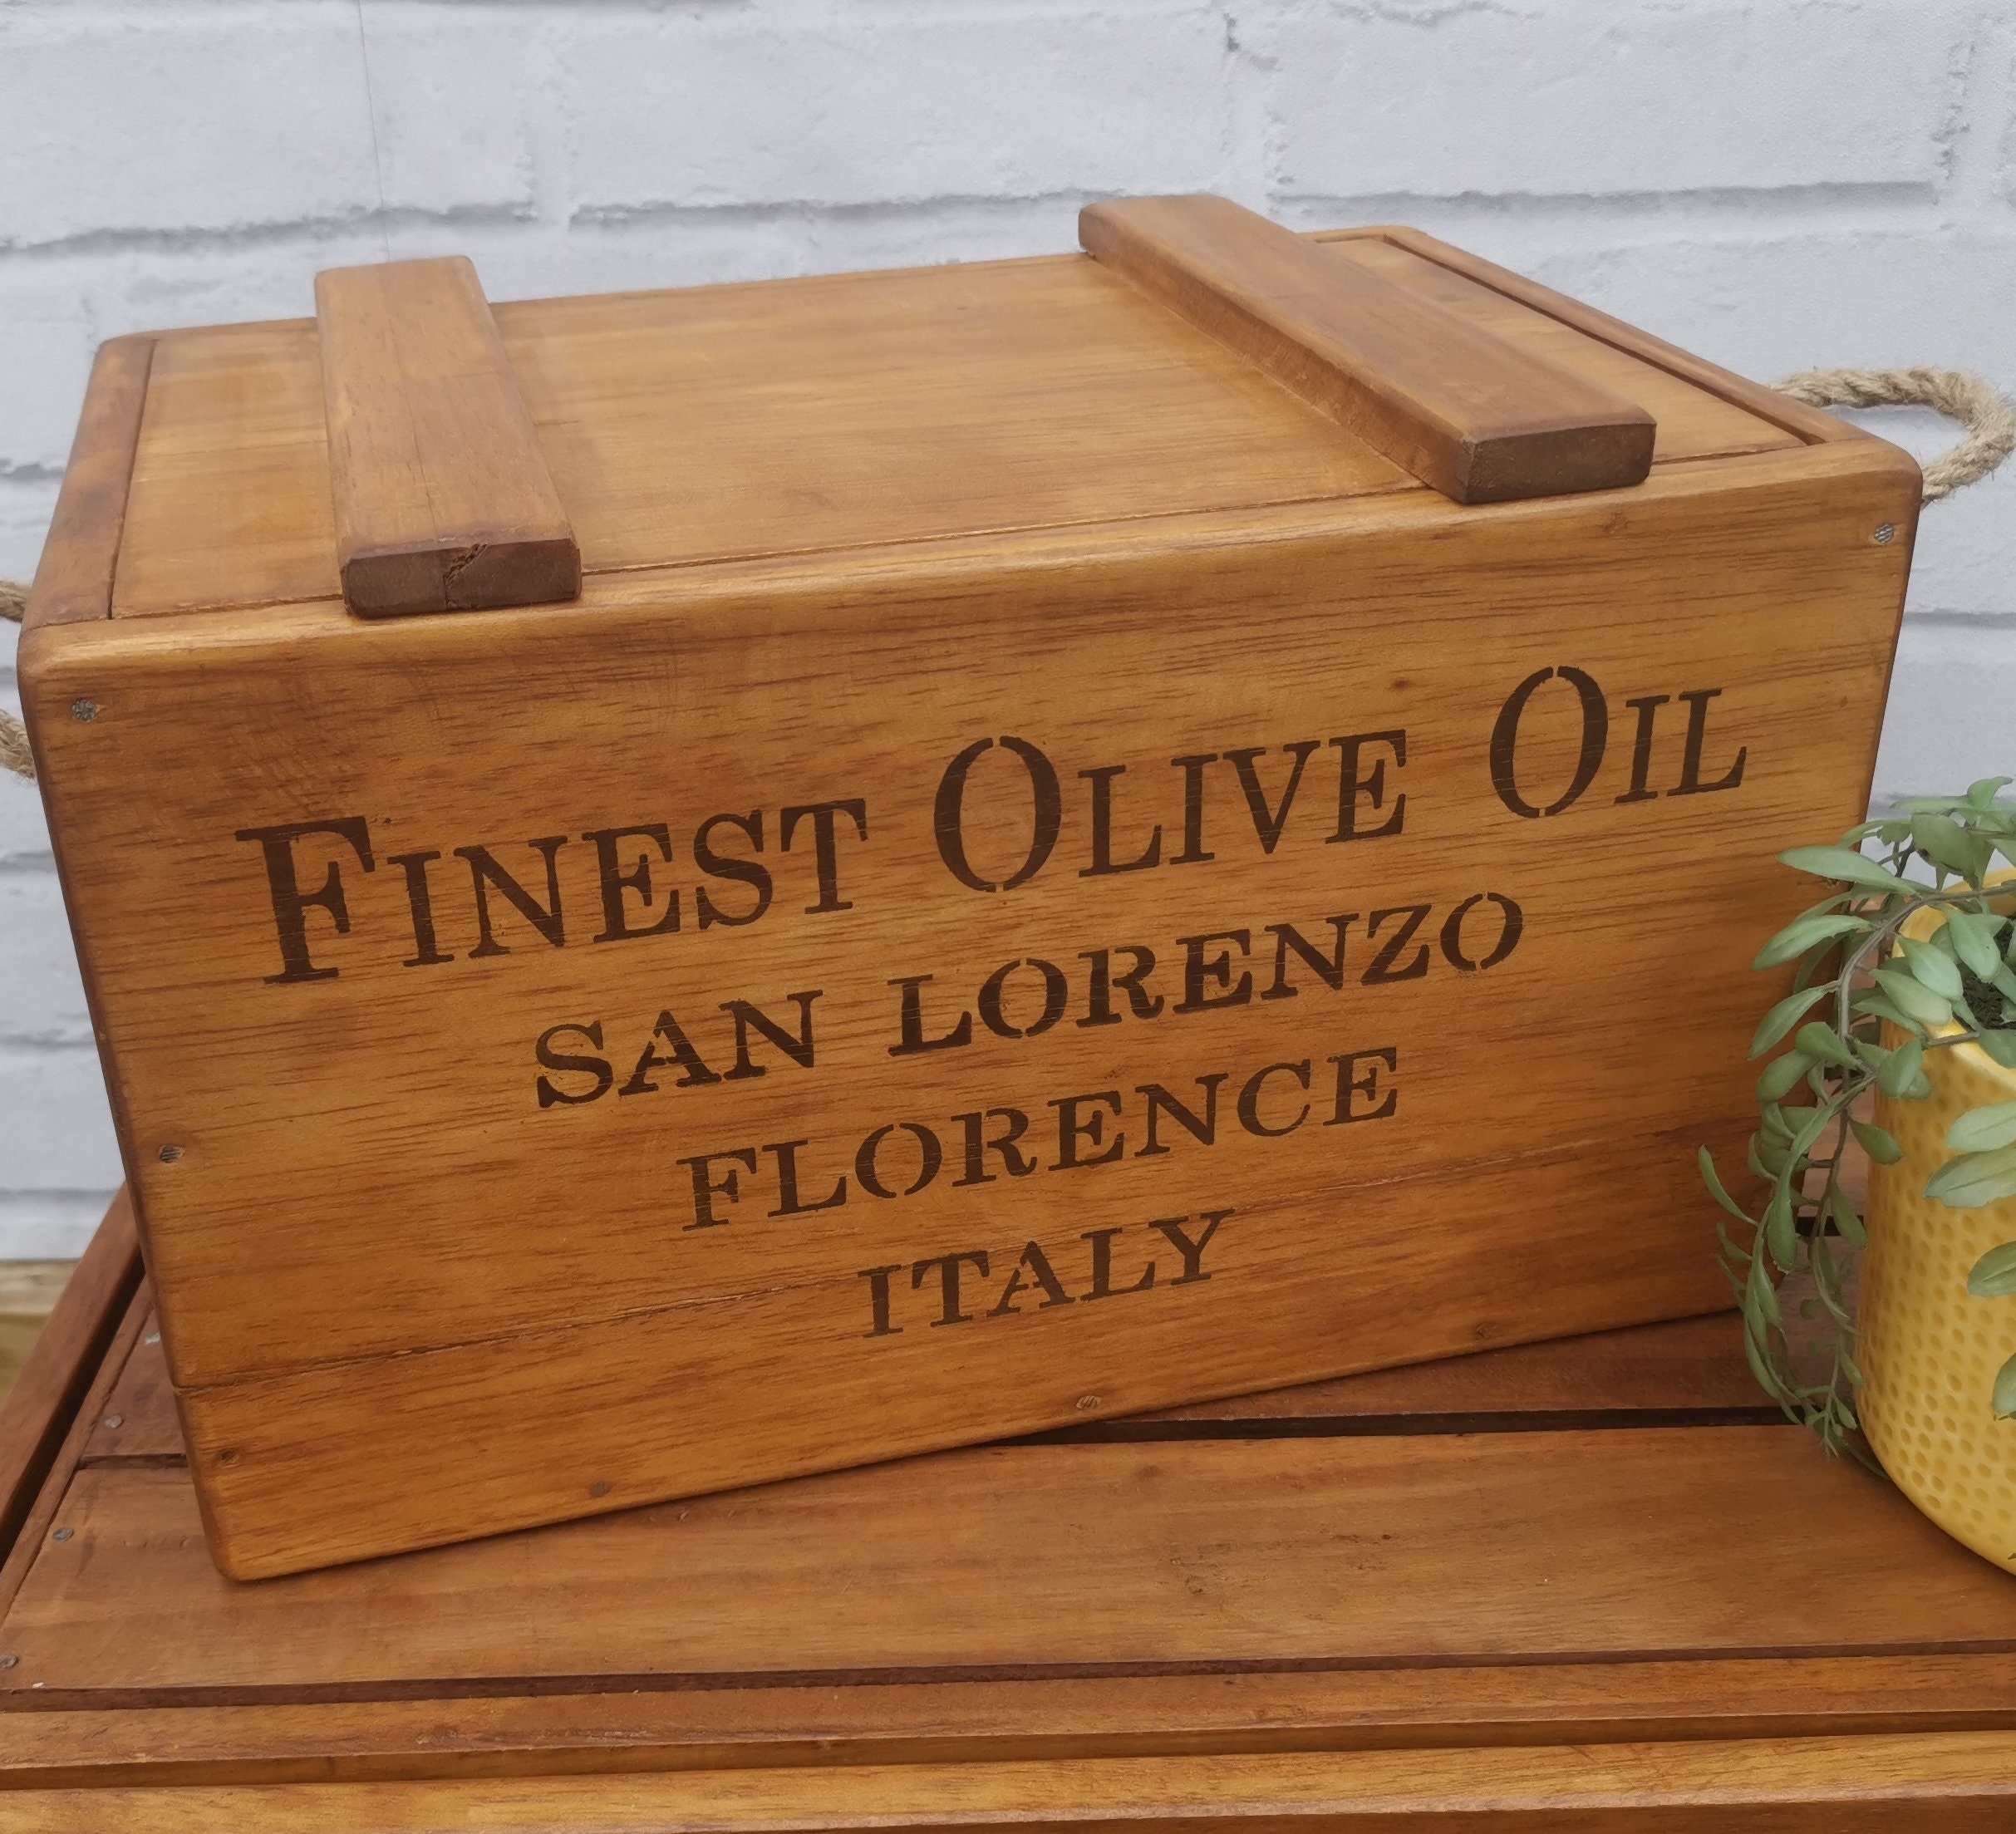 FINEST OLIVE OIL
SAN LORENZO
FLORENCE
ITALY